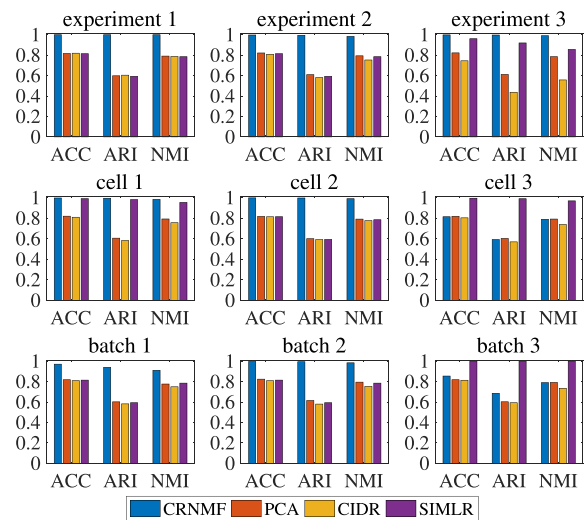 experiment 1
experiment 2
experiment 3
1
0.8
0.6
0.4
0.2
0
ACC ARI NMI
1
0.8
0.6
0.4
0.2
0
ACC ARI NMI
1
0.8
0.6
0.4
0.2
0
ACC ARI NMI
cell 1
cell 2
cell 3
1
0.8
0.6
0.4
0.2
0
ACC ARI NMI
1
0.8
0.6
0.4
0.2
0
ACC ARI NMI
1
0.8
0.6
0.4
0.2
0
ACC ARI NMI
batch 1
batch 2
batch 3
1
0.8
0.6
0.4
0.2
0
ACC ARI NMI
1
0.8
0.6
0.4
0.2
0
ACC ARI NMI
1
0.8
0.6
0.4
0.2
0
ACC ARI NMI
CRNMF PCA CIDR SIMLR